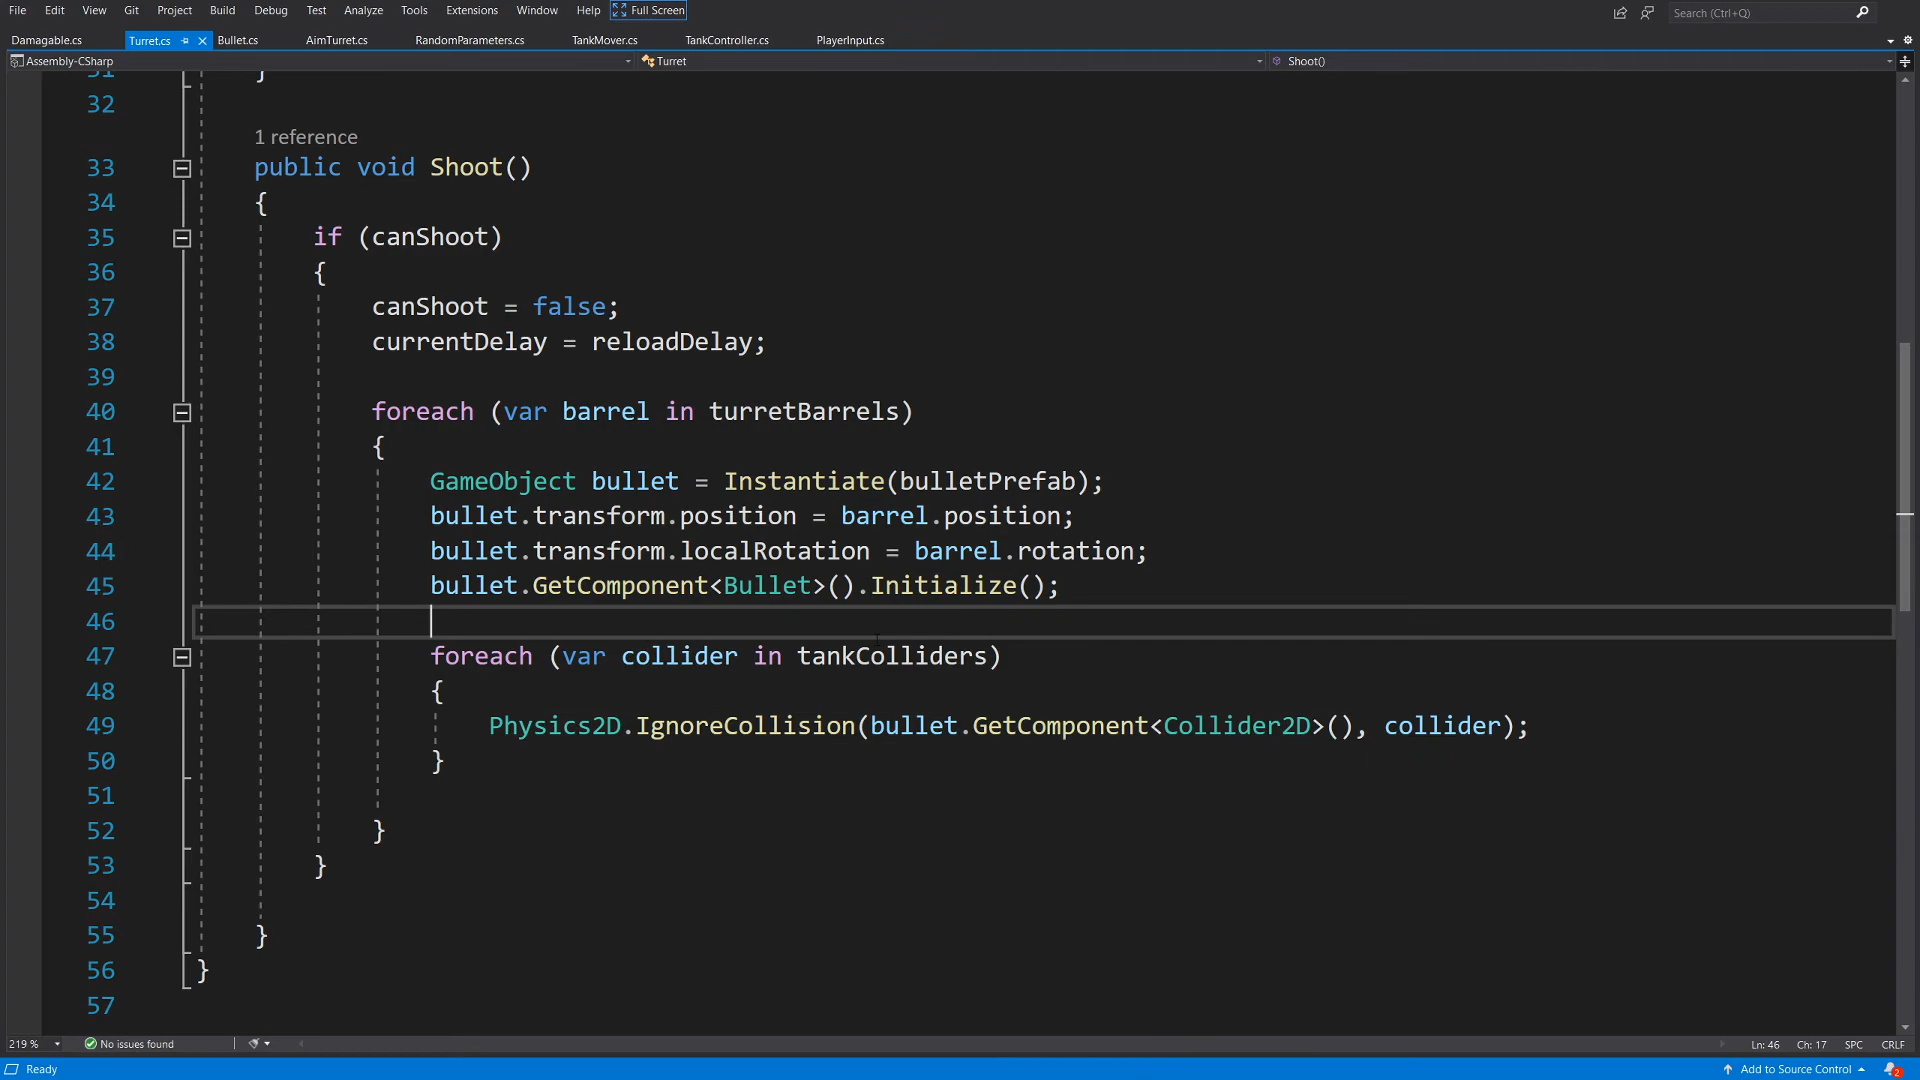 File Edit View Git Project Build Debug Test Analyze Tools Extensions Window Help Full Screen Search (Ctrl+Q)
Damagable.cs Turret.cs Bullet.cs AimTurret.cs RandomParameters.cs TankMover.cs TankController.cs PlayerInput.cs
Assembly-CSharp Turret Shoot()
31 }
32
1 reference
33 public void Shoot()
34 {
35 if (canShoot)
36 {
37 canShoot = false;
38 currentDelay = reloadDelay;
39
40 foreach (var barrel in turretBarrels)
41 {
42 GameObject bullet = Instantiate(bulletPrefab);
43 bullet.transform.position = barrel.position;
44 bullet.transform.localRotation = barrel.rotation;
45 bullet.GetComponent<Bullet>().Initialize();
46
47 foreach (var collider in tankColliders)
48 {
49 Physics2D.IgnoreCollision(bullet.GetComponent<Collider2D>(), collider);
50 }
51
52 }
53 }
54
55 }
56 }
57
219 % No issues found Ln: 46 Ch: 17 SPC CRLF
Ready Add to Source Control 2